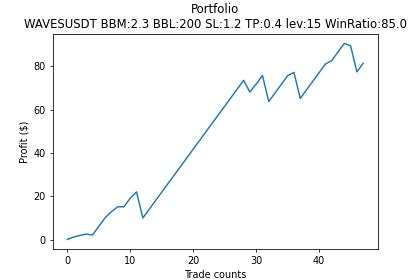 Portfolio
WAVESUSDT BBM:2.3 BBL:200 SL:1.2 TP:0.4 lev:15 WinRatio:85.0
80
60
40
20
0
Profit ($)
0 10 20 30 40
Trade counts